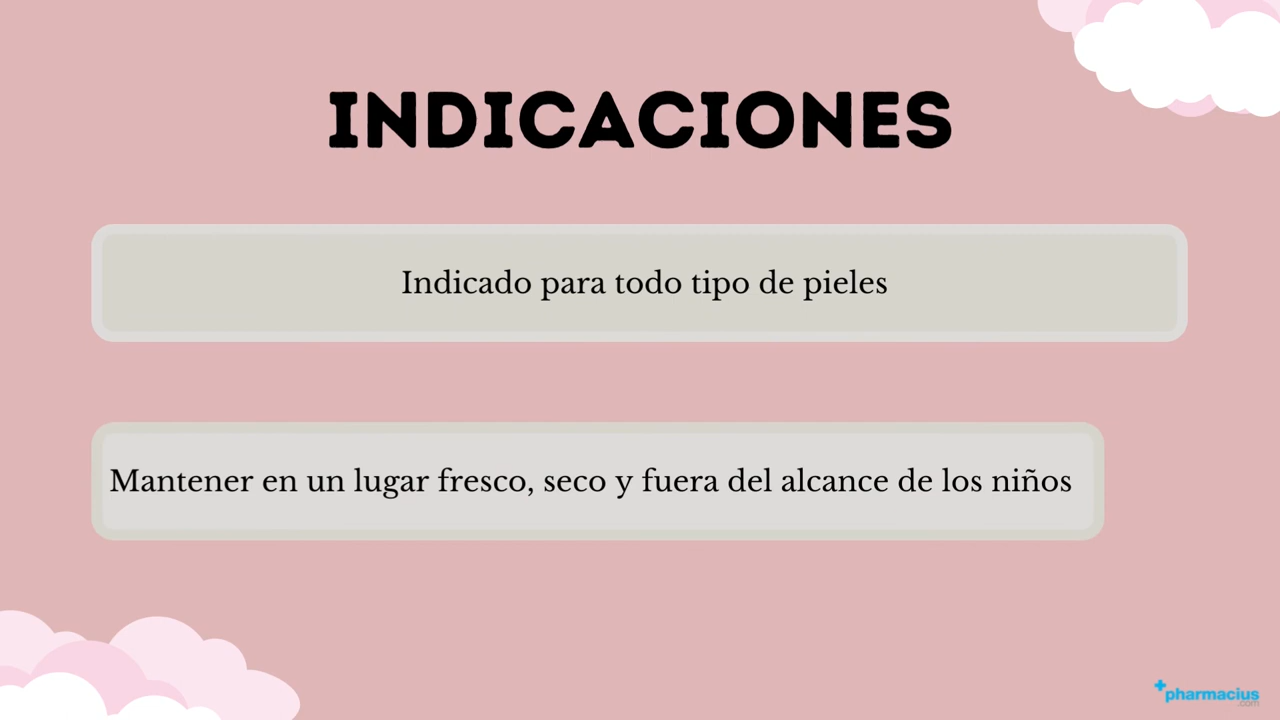 INDICACIONES
Indicado para todo tipo de pieles
Mantener en un lugar fresco, seco y fuera del alcance de los niños
pharmacius
.com